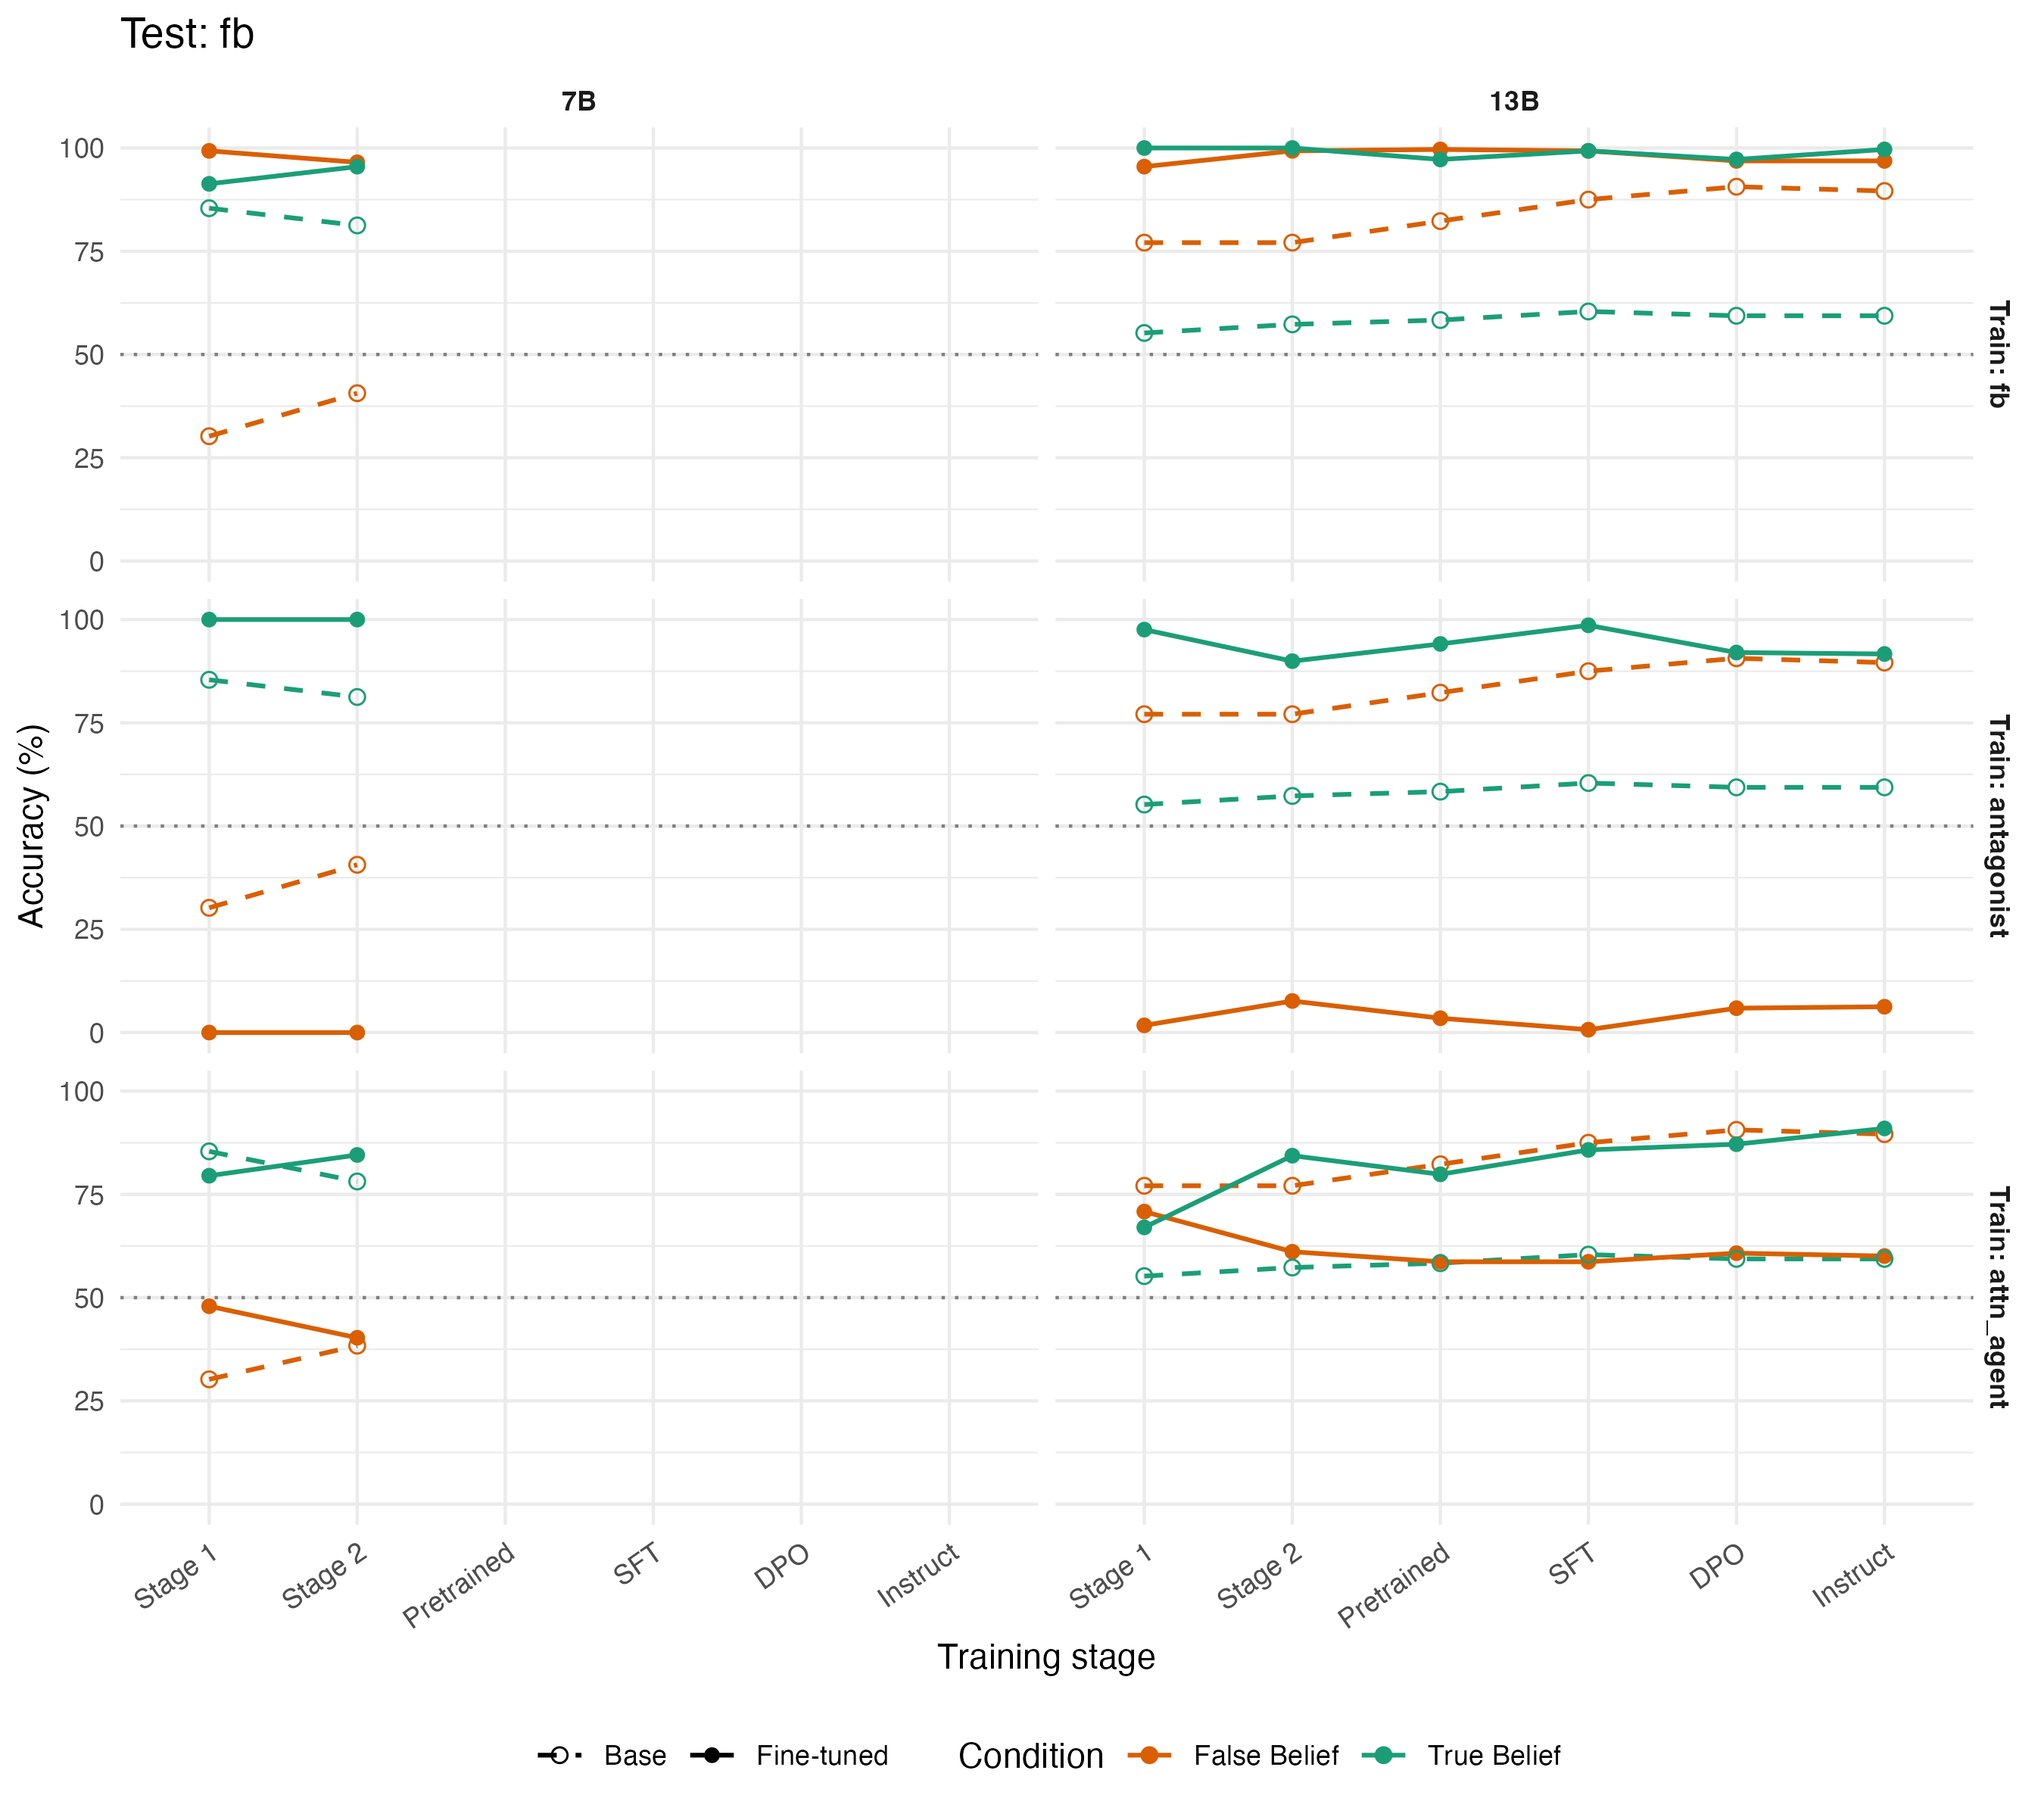 Test: fb
7B
13B
100
75
50
25
0
Train: fb
100
75
50
25
0
Train: antagonist
100
75
50
25
0
Train: attn_agent
Accuracy (%)
Stage 1
Stage 2
Pretrained
SFT
DPO
Instruct
Stage 1
Stage 2
Pretrained
SFT
DPO
Instruct
Training stage
Base
Fine-tuned
Condition
False Belief
True Belief